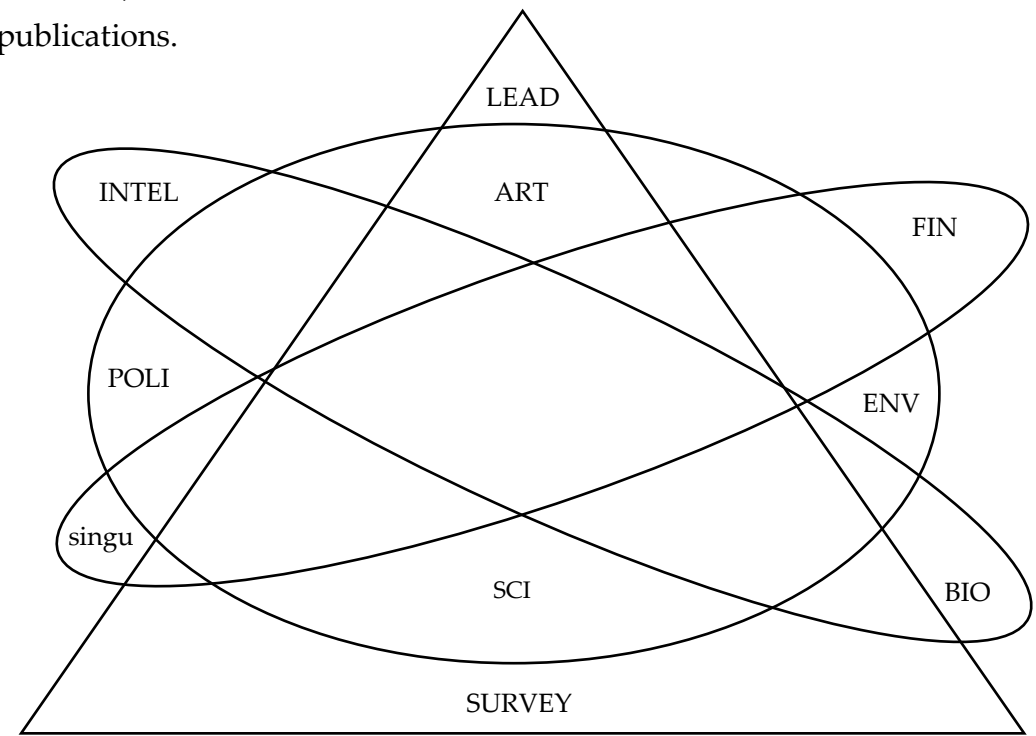 publications.
LEAD
INTEL
ART
FIN
POLI
ENV
singu
SCI
BIO
SURVEY